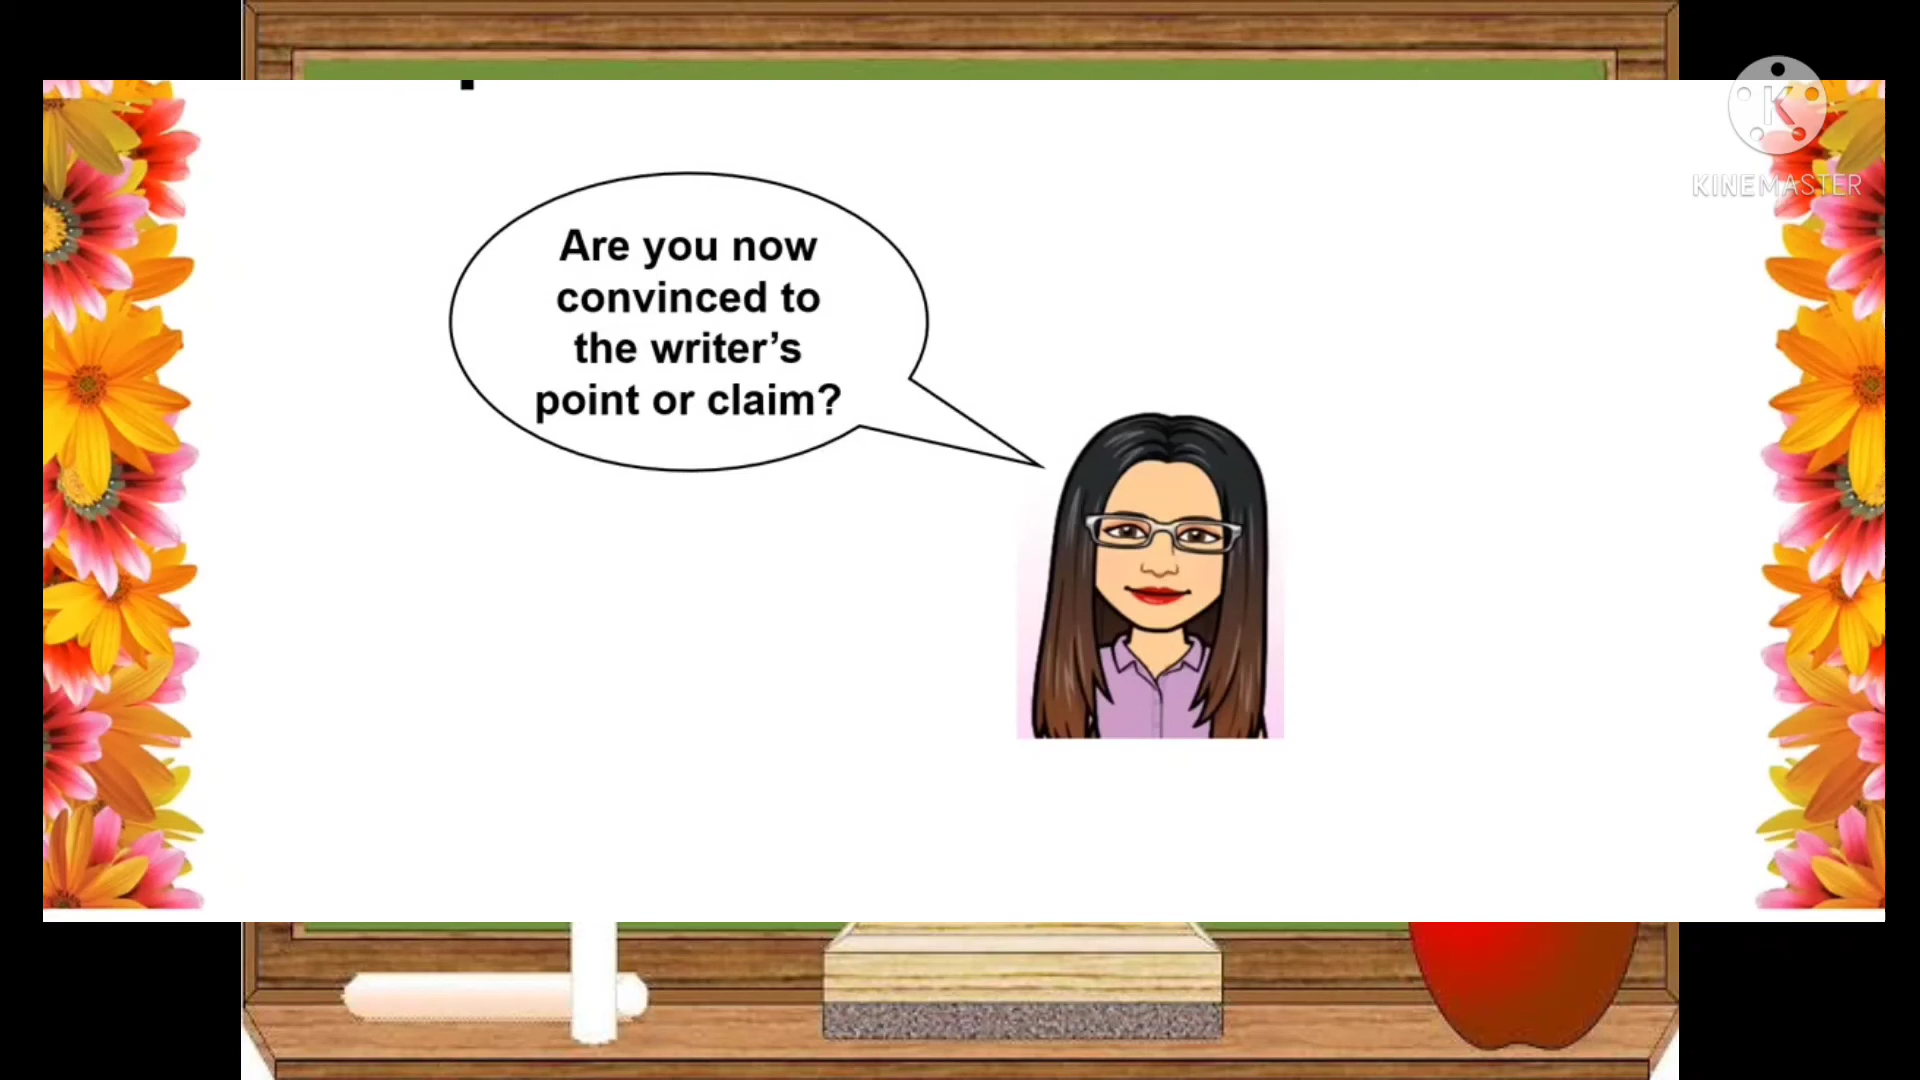 Are you now
convinced to
the writer’s
point or claim?
K
KINEMASTER